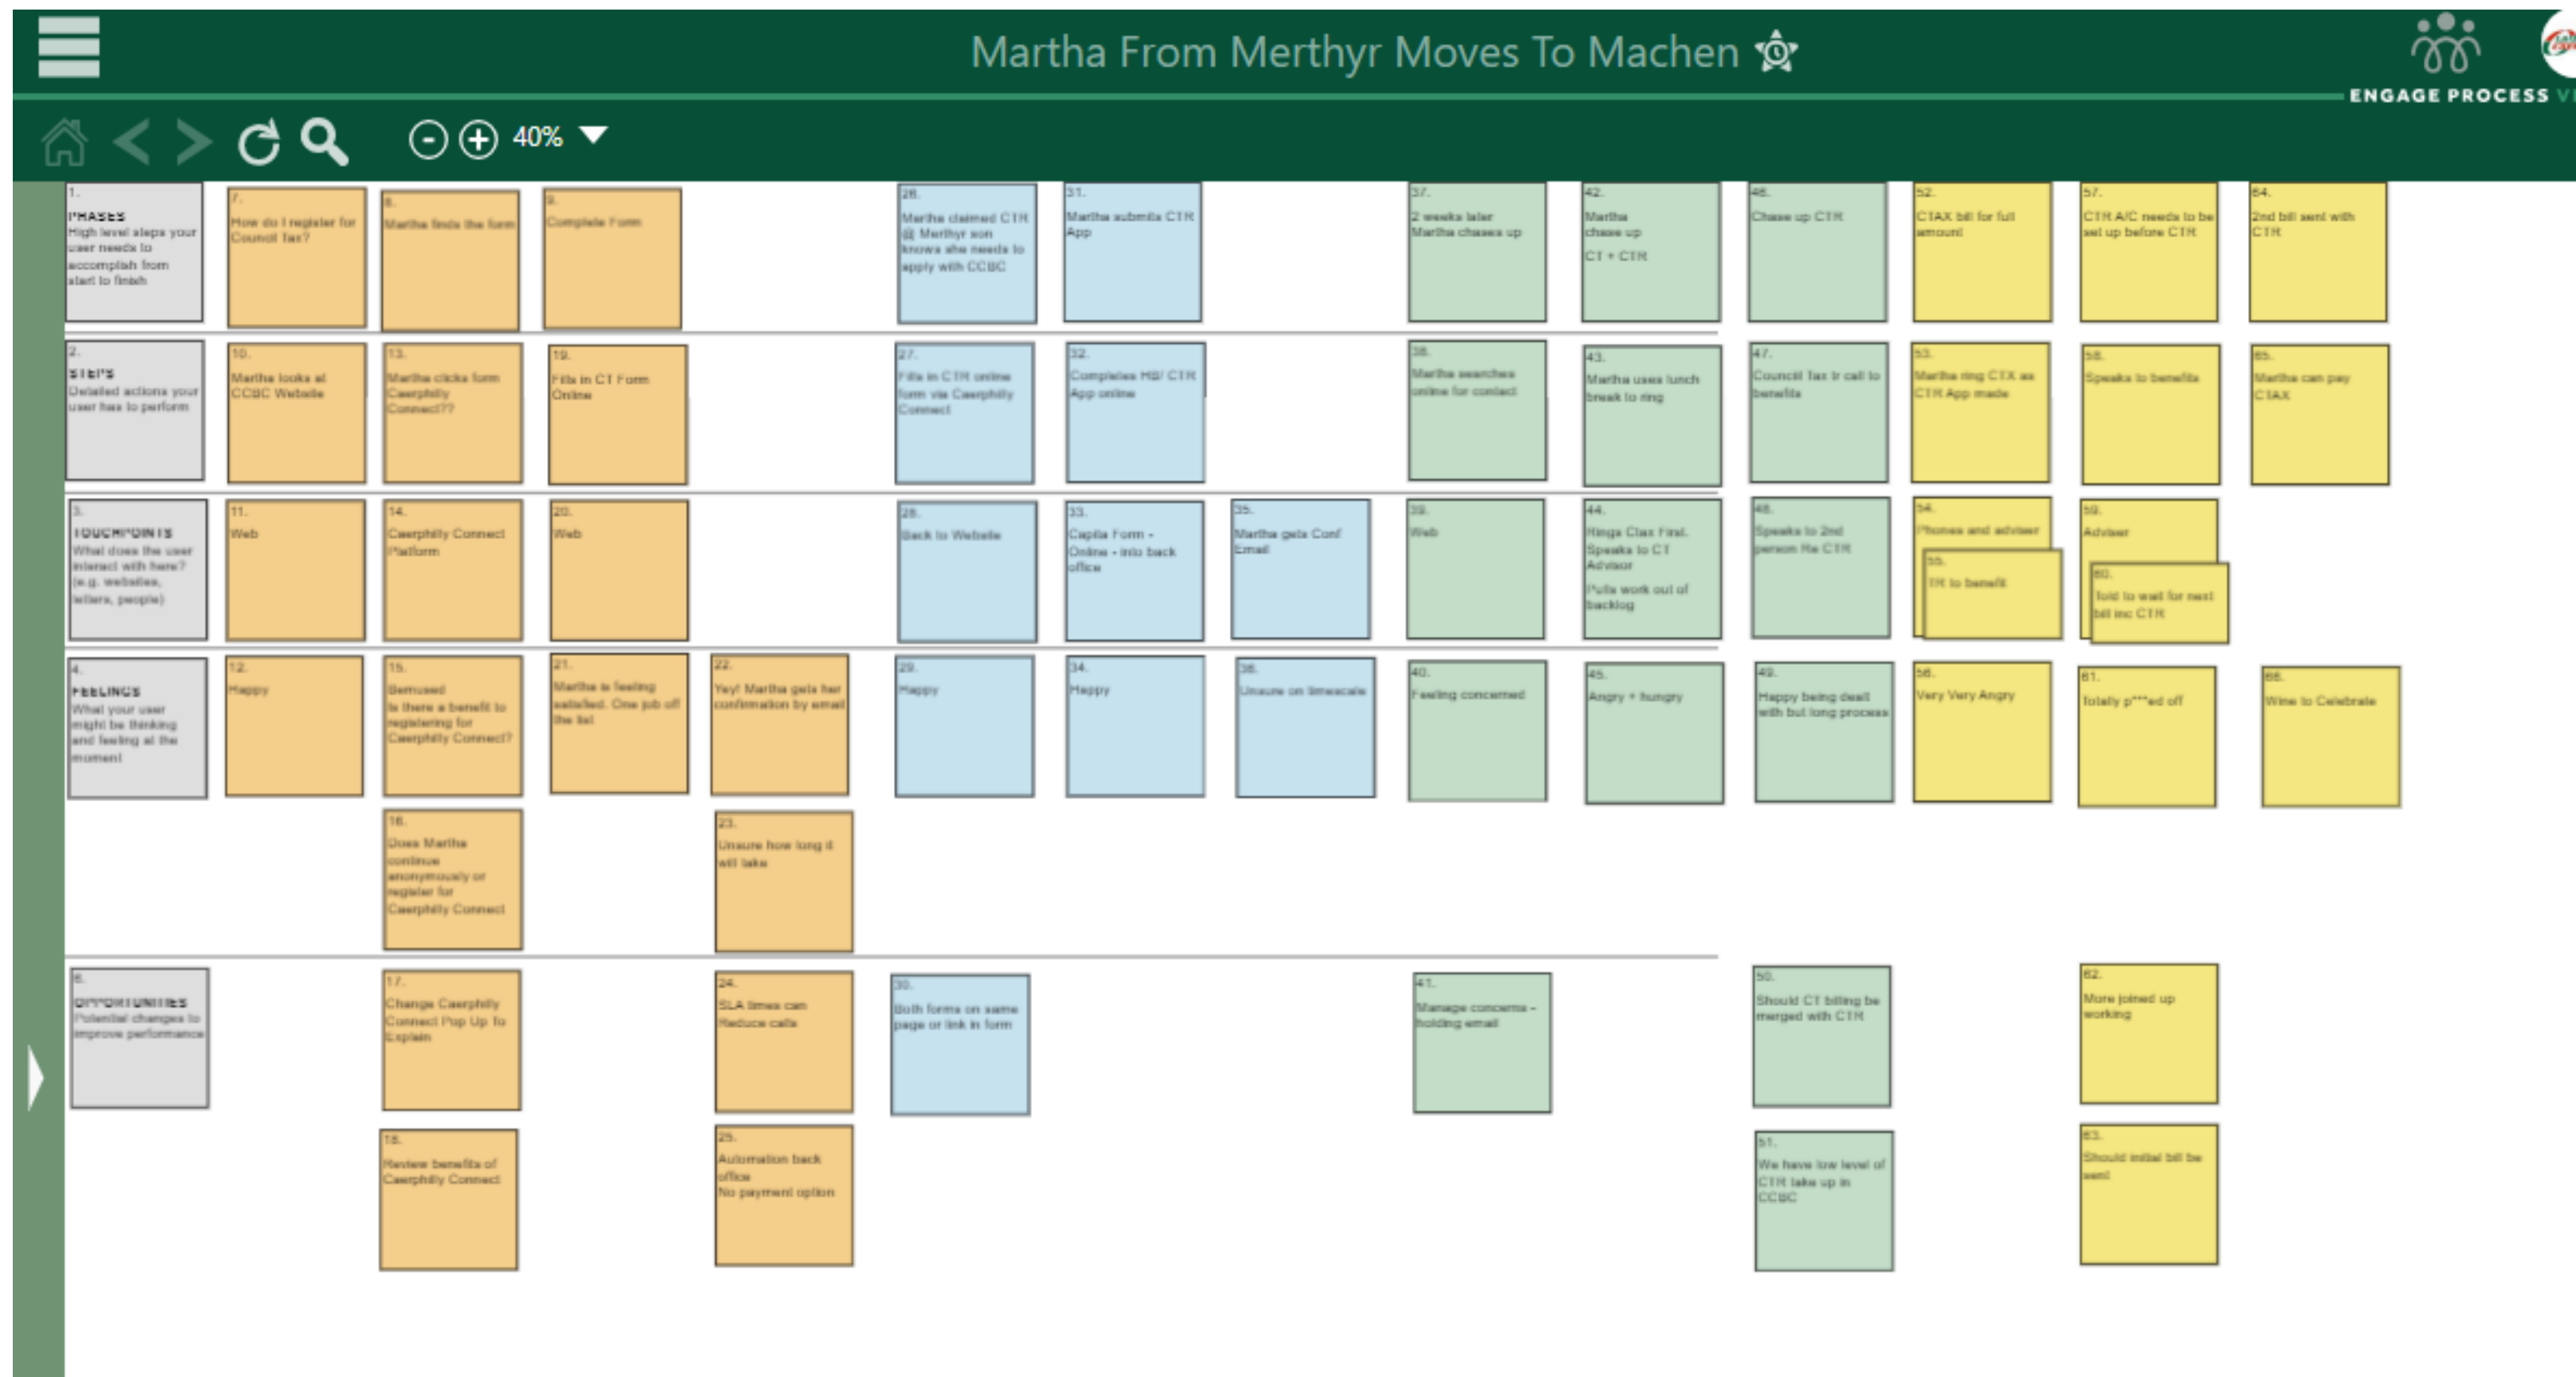 Martha From Merthyr Moves To Machen
ENGAGE PROCESS
40%
1.
PHASES
High level steps your
user needs to
accomplish from
start to finish
7.
How do I register for
Council Tax?
8.
Martha finds the form
9.
Complete Form
26.
Martha claimed CTR
@ Merthyr son
knows she needs to
apply with CCBC
31.
Martha submits CTR
App
37.
2 weeks later
Martha chases up
42.
Martha
chase up
CT + CTR
46.
Chase up CTR
52.
CTAX bill for full
amount
57.
CTR A/C needs to be
set up before CTR
64.
2nd bill sent with
CTR
2.
STEPS
Detailed actions your
user has to perform
10.
Martha looks at
CCBC Website
13.
Martha clicks form
Caerphilly
Connect??
19.
Fills in CT Form
Online
27.
Fills in CTR online
form via Caerphilly
Connect
32.
Completes HB/ CTR
App online
38.
Martha searches
online for contact
43.
Martha uses lunch
break to ring
47.
Council Tax tr call to
benefits
53.
Martha ring CTX as
CTR App made
58.
Speaks to benefits
65.
Martha can pay
CTAX
3.
TOUCHPOINTS
What does the user
interact with here?
(e.g. websites,
letters, people)
11.
Web
14.
Caerphilly Connect
Platform
20.
Web
28.
Back to Website
33.
Capita Form -
Online - into back
office
35.
Martha gets Conf
Email
39.
Web
44.
Rings Ctax First.
Speaks to CT
Advisor
Pulls work out of
backlog
48.
Speaks to 2nd
person Re CTR
54.
Phones and adviser
55.
TR to benefit
59.
Adviser
60.
Told to wait for next
bill inc CTR
4.
FEELINGS
What your user
might be thinking
and feeling at the
moment
12.
Happy
15.
Bemused
Is there a benefit to
registering for
Caerphilly Connect?
21.
Martha is feeling
satisfied. One job off
the list
22.
Yey! Martha gets her
confirmation by email
29.
Happy
34.
Happy
36.
Unsure on timescale
40.
Feeling concerned
45.
Angry + hungry
49.
Happy being dealt
with but long process
56.
Very Very Angry
61.
Totally p***ed off
66.
Wine to Celebrate
16.
Does Martha
continue
anonymously or
register for
Caerphilly Connect
23.
Unsure how long it
will take
6.
OPPORTUNITIES
Potential changes to
improve performance
17.
Change Caerphilly
Connect Pop Up To
Explain
24.
SLA times can
Reduce calls
30.
Both forms on same
page or link in form
41.
Manage concerns -
holding email
50.
Should CT billing be
merged with CTR
62.
More joined up
working
18.
Review benefits of
Caerphilly Connect
25.
Automation back
office
No payment option
51.
We have low level of
CTR take up in
CCBC
63.
Should initial bill be
sent